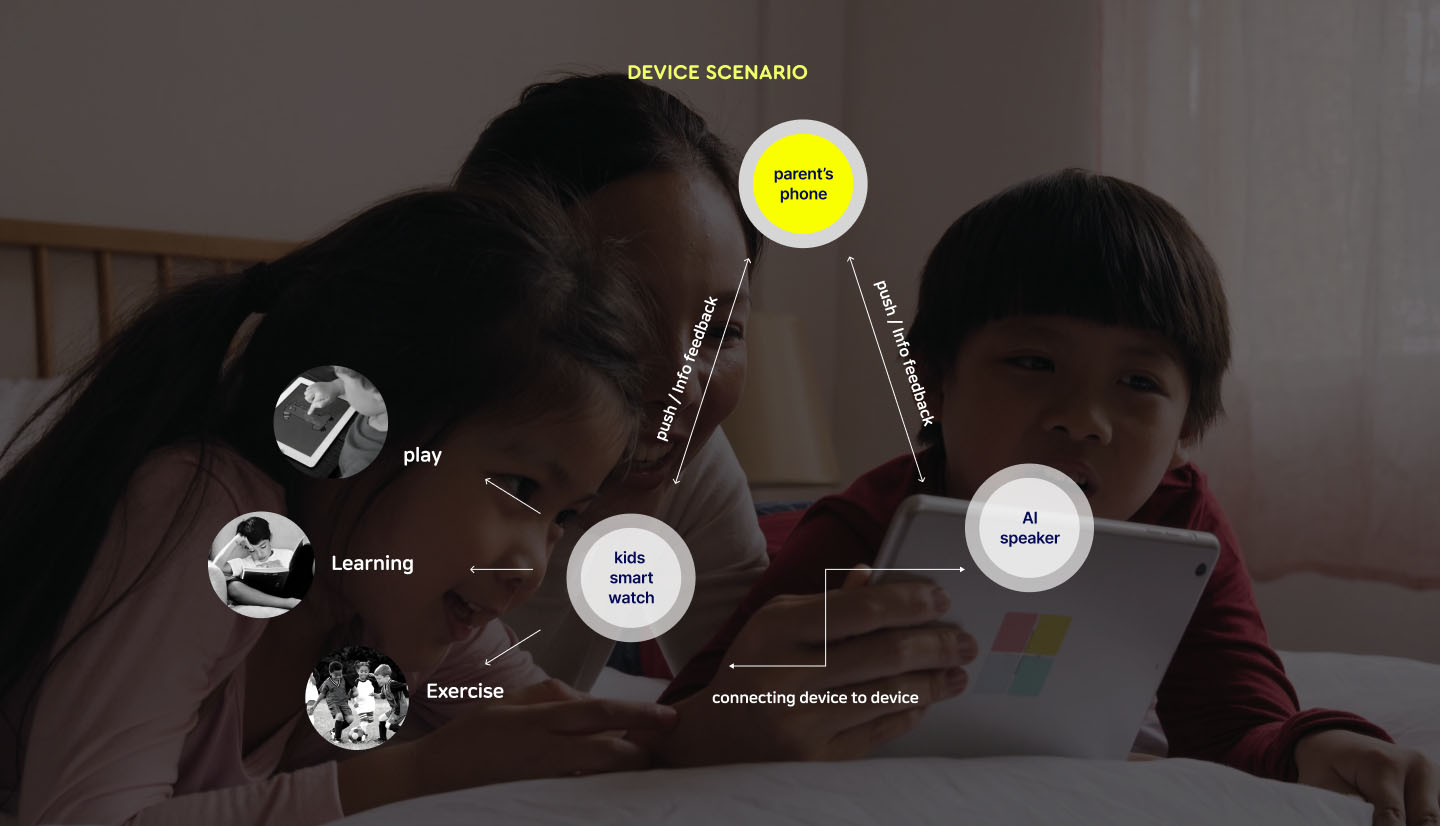 DEVICE SCENARIO
parent's
phone
push / Info feedback
push / Info feedback
play
Learning
Exercise
kids
smart
watch
AI
speaker
connecting device to device